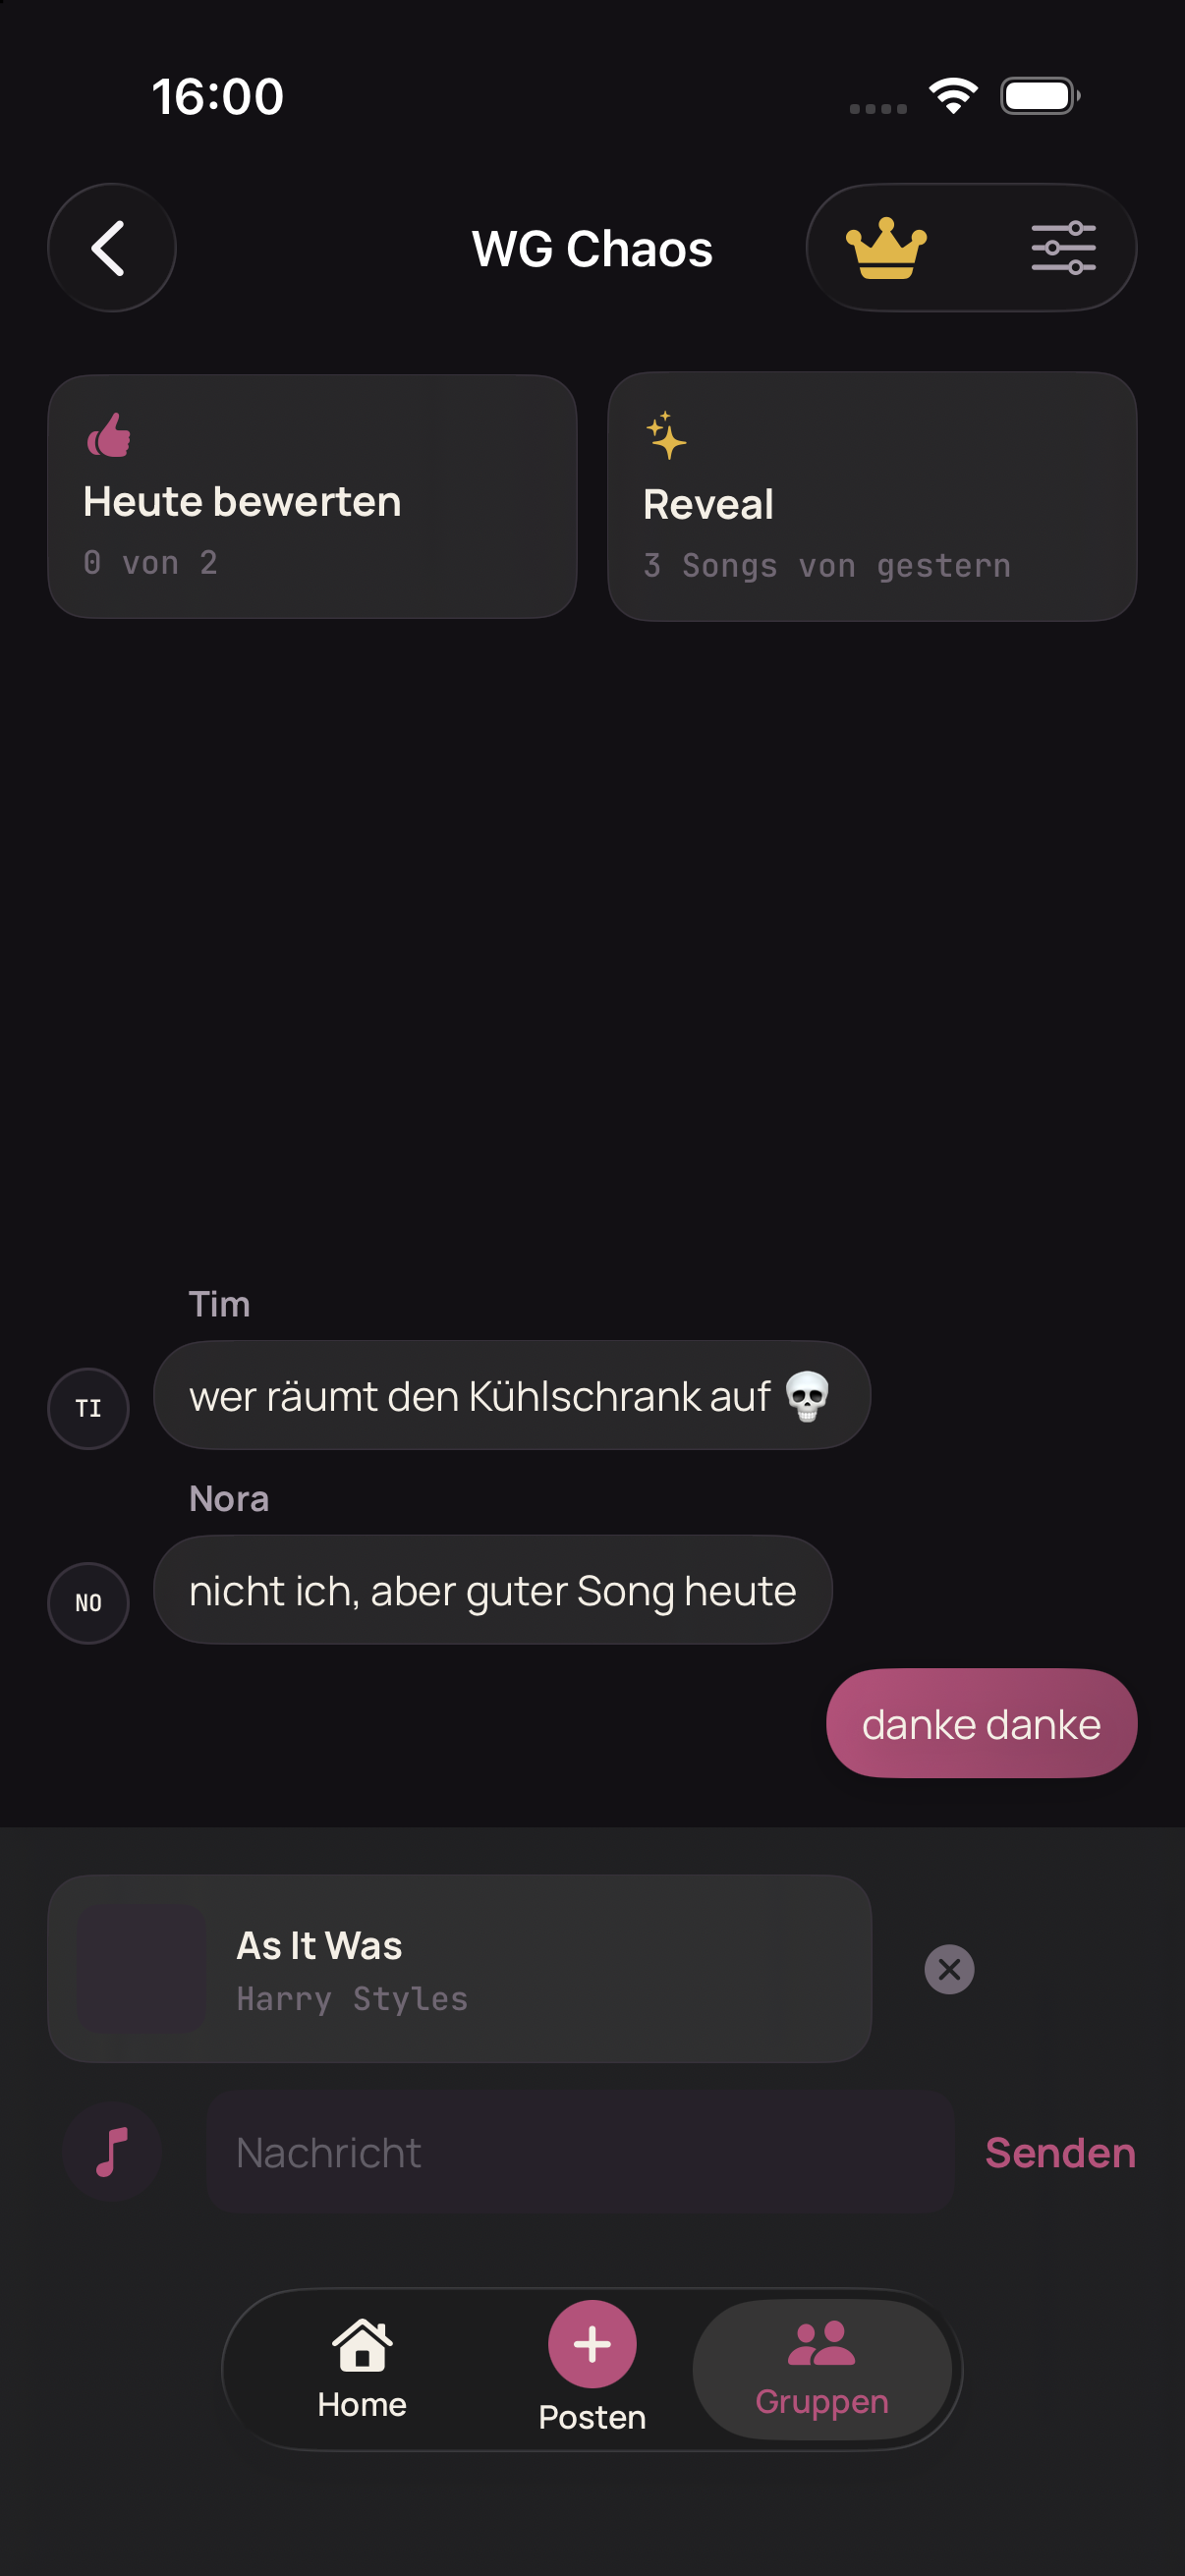 16:00
WG Chaos
Heute bewerten
0 von 2
Reveal
3 Songs von gestern
Tim
TI
wer räumt den Kühlschrank auf 💀
Nora
NO
nicht ich, aber guter Song heute
danke danke
As It Was
Harry Styles
Nachricht
Senden
Home
Posten
Gruppen